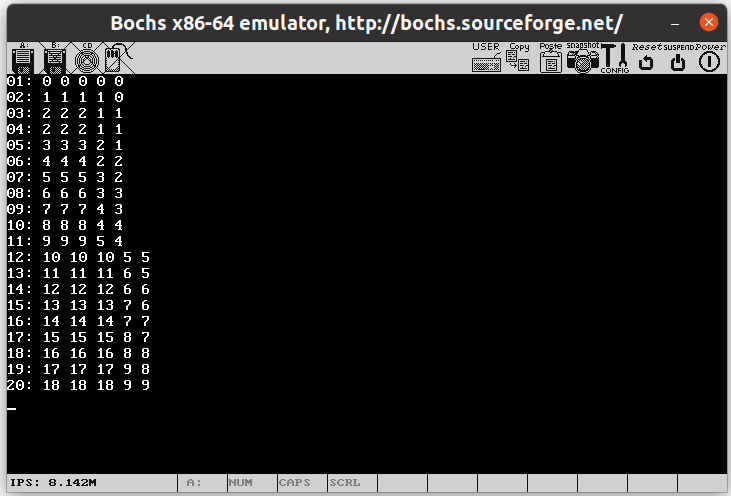 Bochs x86-64 emulator, http://bochs.sourceforge.net/
A: B: CD USER Copy Paste Snapshot CONFIG Reset SUSPEND Power
01: 0 0 0 0 0
02: 1 1 1 1 0
03: 2 2 2 1 1
04: 2 2 2 1 1
05: 3 3 3 2 1
06: 4 4 4 2 2
07: 5 5 5 3 2
08: 6 6 6 3 3
09: 7 7 7 4 3
10: 8 8 8 4 4
11: 9 9 9 5 4
12: 10 10 10 5 5
13: 11 11 11 6 5
14: 12 12 12 6 6
15: 13 13 13 7 6
16: 14 14 14 7 7
17: 15 15 15 8 7
18: 16 16 16 8 8
19: 17 17 17 9 8
20: 18 18 18 9 9
IPS: 8.142M A: NUM CAPS SCRL